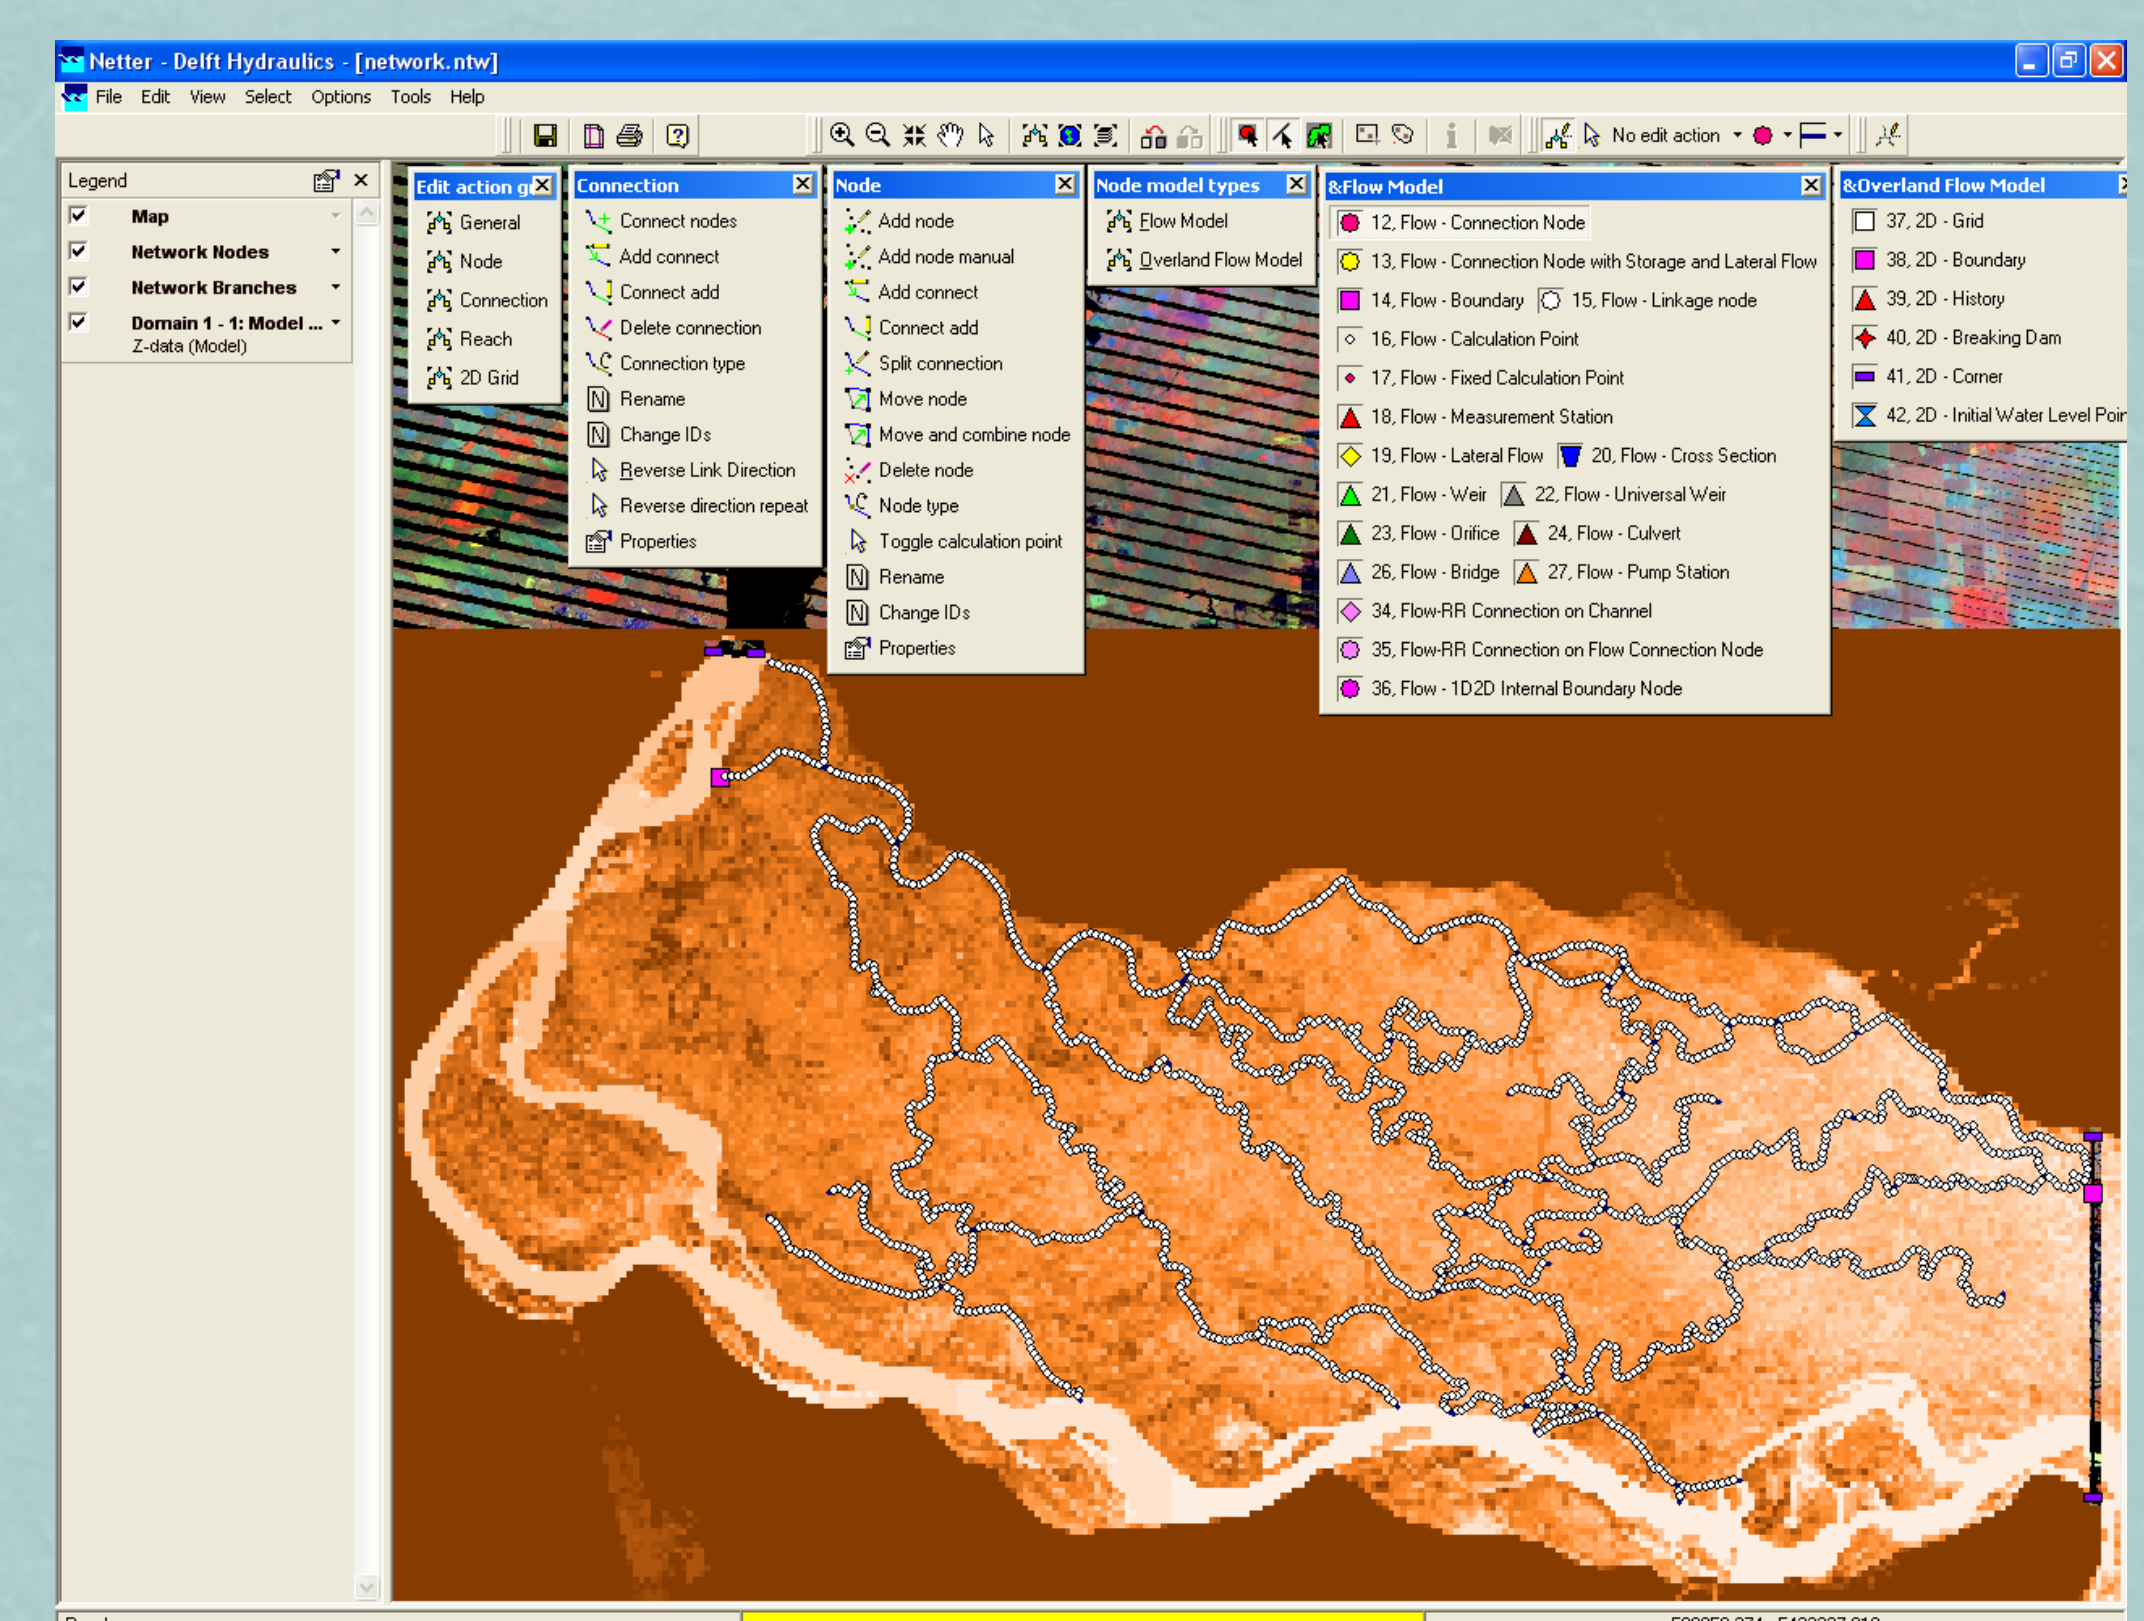 Netter - Delft Hydraulics - [network.ntw]
File Edit View Select Options Tools Help
No edit action
Legend
Map
Network Nodes
Network Branches
Domain 1 - 1: Model ...
Z-data (Model)
Edit action
General
Node
Connection
Reach
2D Grid
Connection
Connect nodes
Add connect
Connect add
Delete connection
Connection type
Rename
Change IDs
Reverse Link Direction
Reverse direction repeat
Properties
Node
Add node
Add node manual
Add connect
Connect add
Split connection
Move node
Move and combine node
Delete node
Node type
Toggle calculation point
Rename
Change IDs
Properties
Node model types
Flow Model
Overland Flow Model
&Flow Model
12, Flow - Connection Node
13, Flow - Connection Node with Storage and Lateral Flow
14, Flow - Boundary 15, Flow - Linkage node
16, Flow - Calculation Point
17, Flow - Fixed Calculation Point
18, Flow - Measurement Station
19, Flow - Lateral Flow 20, Flow - Cross Section
21, Flow - Weir 22, Flow - Universal Weir
23, Flow - Orifice 24, Flow - Culvert
26, Flow - Bridge 27, Flow - Pump Station
34, Flow-RR Connection on Channel
35, Flow-RR Connection on Flow Connection Node
36, Flow - 1D2D Internal Boundary Node
&Overland Flow Model
37, 2D - Grid
38, 2D - Boundary
39, 2D - History
40, 2D - Breaking Dam
41, 2D - Corner
42, 2D - Initial Water Level